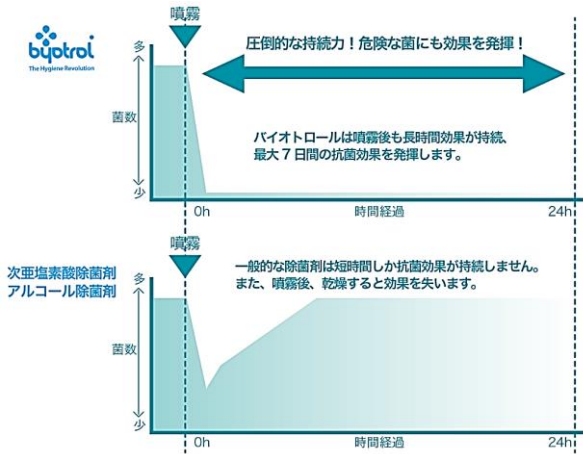 噴霧
byotrol
The Hygiene Revolution
圧倒的な持続力！危険な菌にも効果を発揮！
多
菌数
少
バイオトロールは噴霧後も長時間効果が持続、
最大7日間の抗菌効果を発揮します。
0h
時間経過
24h
噴霧
次亜塩素酸除菌剤
アルコール除菌剤
一般的な除菌剤は短時間しか抗菌効果が持続しません。
また、噴霧後、乾燥すると効果を失います。
多
菌数
少
0h
時間経過
24h